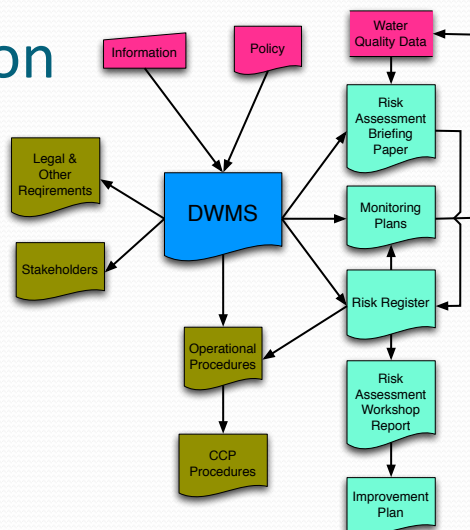 on
Information
Policy
Water
Quality Data
Risk
Assessment
Briefing
Paper
Legal &
Other
Reqirements
DWMS
Monitoring
Plans
Stakeholders
Risk Register
Operational
Procedures
Risk
Assessment
Workshop
Report
CCP
Procedures
Improvement
Plan